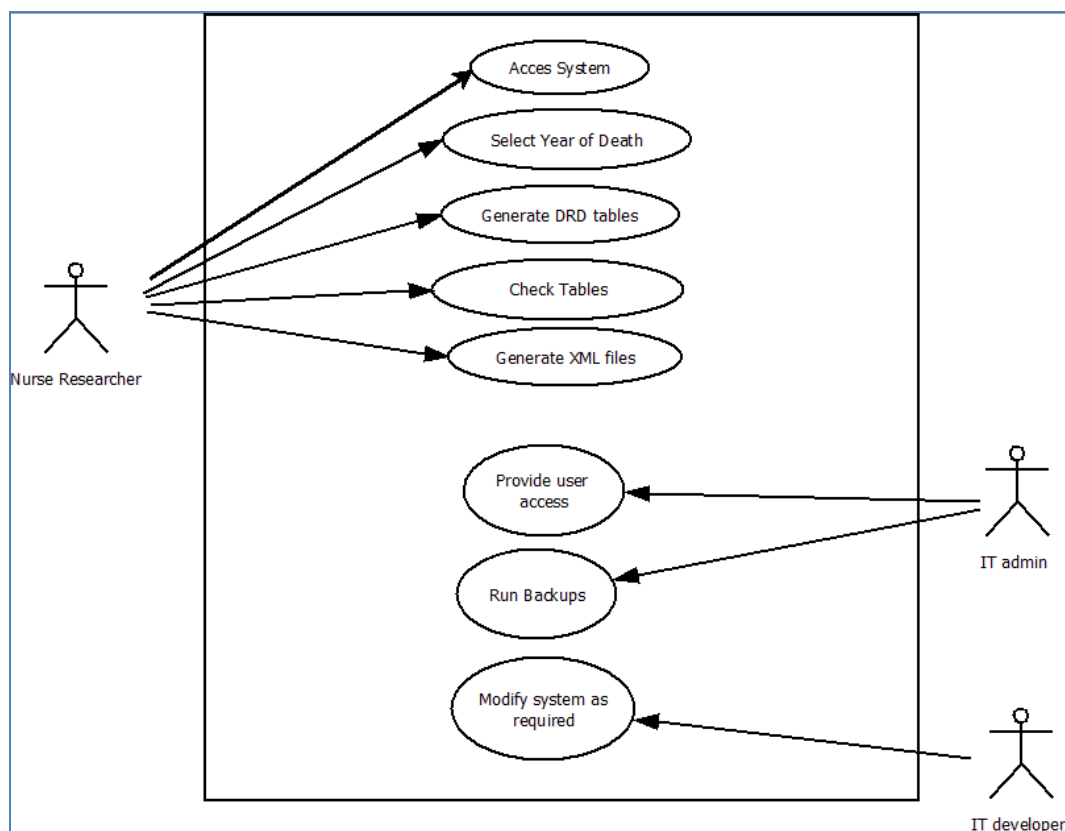 Acces System
Select Year of Death
Generate DRD tables
Check Tables
Generate XML files
Nurse Researcher
Provide user
access
IT admin
Run Backups
Modify system as
required
IT developer